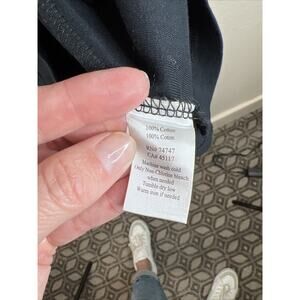 100% Cotton
100% Cotton
RN# 74747
CA# 45117
Machine wash cold
Only Non-Chlorine bleach
when needed
Tumble dry low
Warm iron if needed